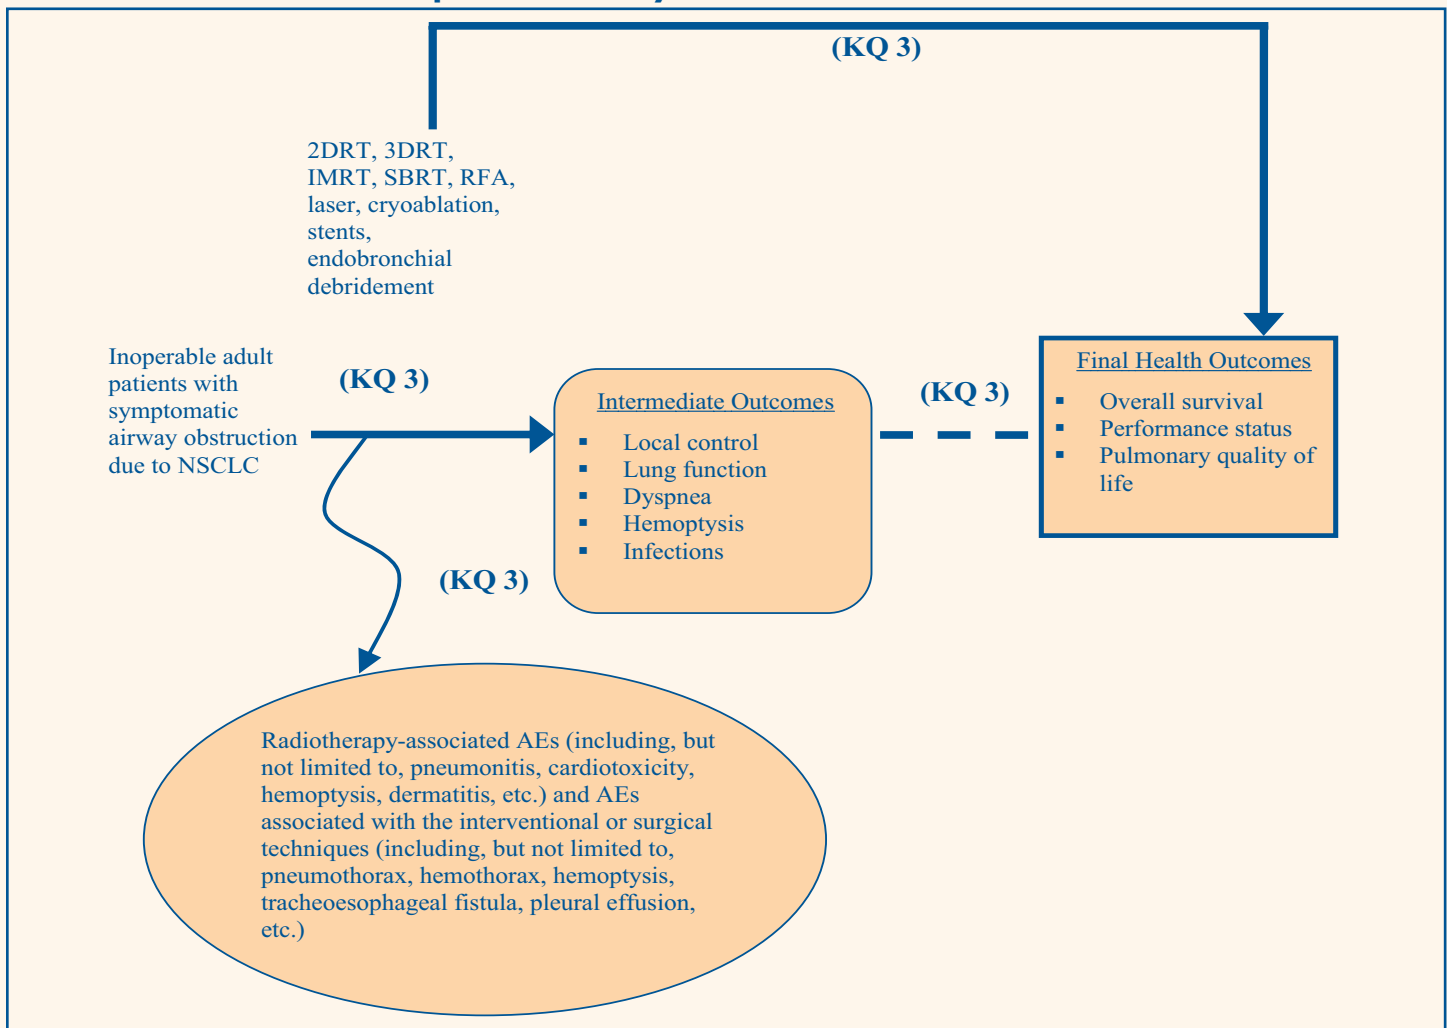 (KQ 3)
2DRT, 3DRT,
IMRT, SBRT, RFA,
laser, cryoablation,
stents,
endobronchial
debridement
Inoperable adult
patients with
symptomatic
airway obstruction
due to NSCLC
(KQ 3)
Intermediate Outcomes
▪ Local control
▪ Lung function
▪ Dyspnea
▪ Hemoptysis
▪ Infections
(KQ 3)
Final Health Outcomes
▪ Overall survival
▪ Performance status
▪ Pulmonary quality of
life
(KQ 3)
Radiotherapy-associated AEs (including, but
not limited to, pneumonitis, cardiotoxicity,
hemoptysis, dermatitis, etc.) and AEs
associated with the interventional or surgical
techniques (including, but not limited to,
pneumothorax, hemothorax, hemoptysis,
tracheoesophageal fistula, pleural effusion,
etc.)